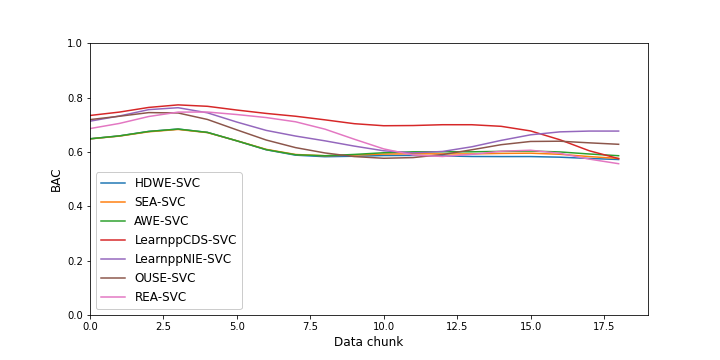 1.0
0.8
0.6
0.4
0.2
0.0
BAC
HDWE-SVC
SEA-SVC
AWE-SVC
LearnppCDS-SVC
LearnppNIE-SVC
OUSE-SVC
REA-SVC
0.0 2.5 5.0 7.5 10.0 12.5 15.0 17.5
Data chunk